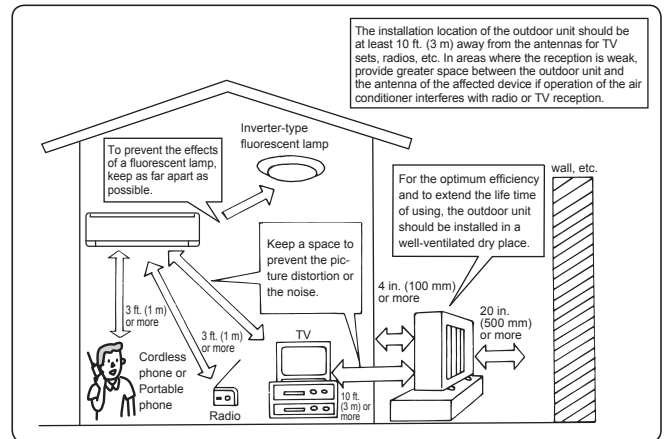 The installation location of the outdoor unit should be
at least 10 ft. (3 m) away from the antennas for TV
sets, radios, etc. In areas where the reception is weak,
provide greater space between the outdoor unit and
the antenna of the affected device if operation of the air
conditioner interferes with radio or TV reception.
Inverter-type
fluorescent lamp
To prevent the effects
of a fluorescent lamp,
keep as far apart as
possible.
wall, etc.
For the optimum efficiency
and to extend the life time
of using, the outdoor unit
should be installed in a
well-ventilated dry place.
Keep a space to
prevent the pic-
ture distortion or
the noise.
4 in. (100 mm)
or more
20 in.
(500 mm)
or more
3 ft. (1 m)
or more
3 ft. (1 m)
or more
TV
Cordless
phone or
Portable
phone
Radio
10 ft.
(3 m) or
more